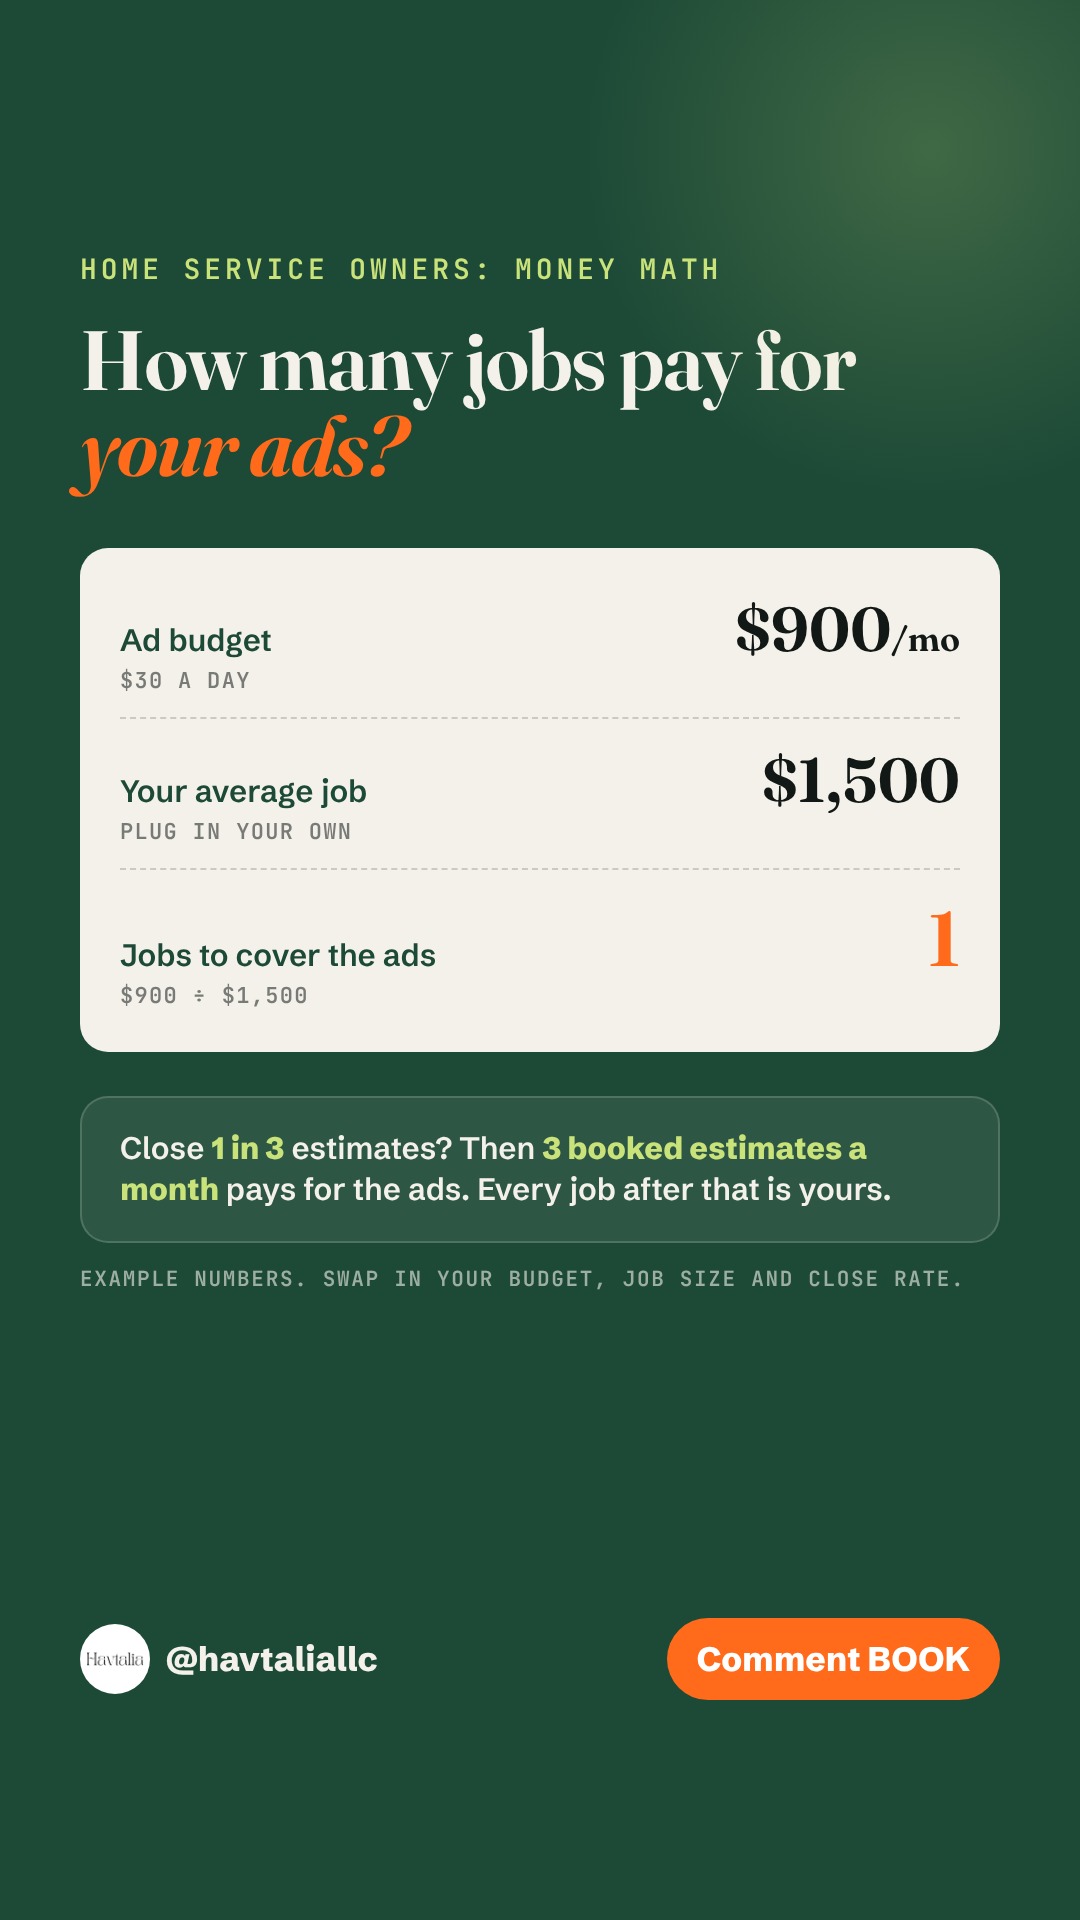 HOME SERVICE OWNERS: MONEY MATH
How many jobs pay for
your ads?
Ad budget
$900/mo
$30 A DAY
Your average job
$1,500
PLUG IN YOUR OWN
Jobs to cover the ads
1
$900 ÷ $1,500
Close 1 in 3 estimates? Then 3 booked estimates a
month pays for the ads. Every job after that is yours.
EXAMPLE NUMBERS. SWAP IN YOUR BUDGET, JOB SIZE AND CLOSE RATE.
Havtalia
@havtaliallc
Comment BOOK